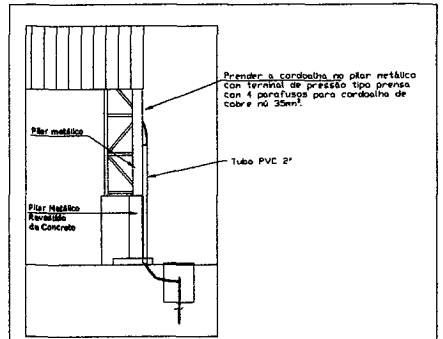 Prender a cordoalha no pilar metálico
com terminal de pressão tipo prensa
com 4 parafusos para cordoalha de
cobre nú 35mm².
Pilar metálico
Tubo PVC 2"
Pilar Metálico
Revestido
de Concreto